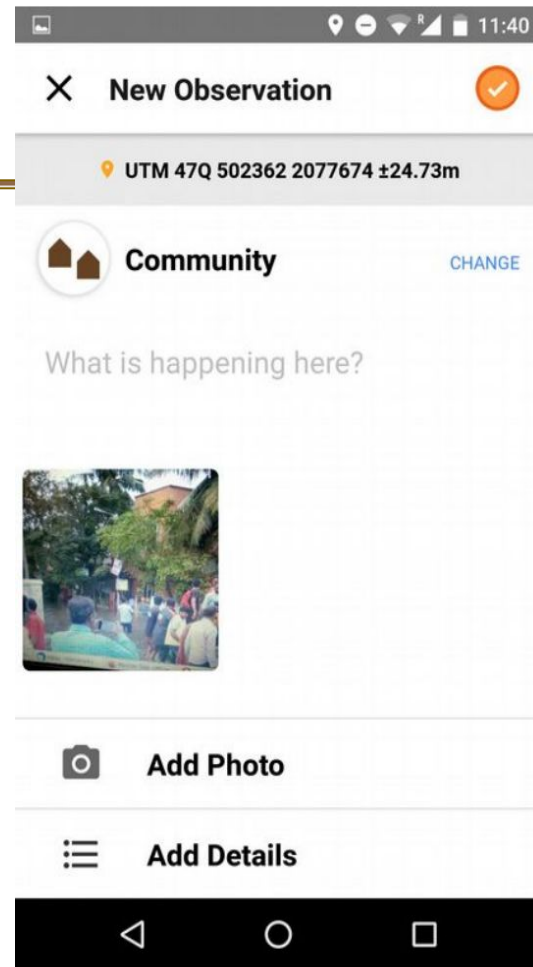 R 11:40
New Observation
UTM 47Q 502362 2077674 ±24.73m
Community CHANGE
What is happening here?
Add Photo
Add Details